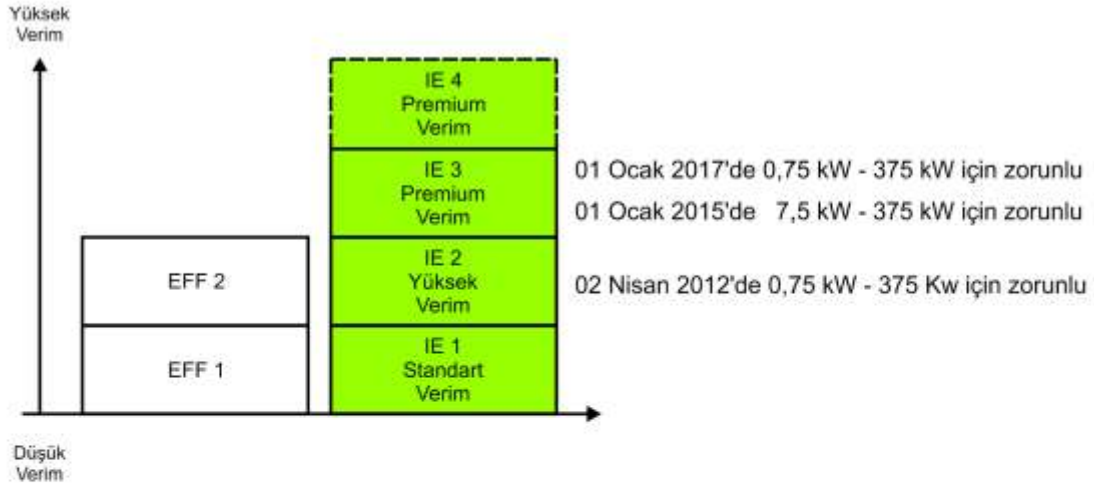 Yüksek
Verim
IE 4
Premium
Verim
IE 3
Premium
Verim
01 Ocak 2017'de 0,75 kW - 375 kW için zorunlu
01 Ocak 2015'de 7,5 kW - 375 kW için zorunlu
EFF 2
IE 2
Yüksek
Verim
02 Nisan 2012'de 0,75 kW - 375 Kw için zorunlu
EFF 1
IE 1
Standart
Verim
Düşük
Verim